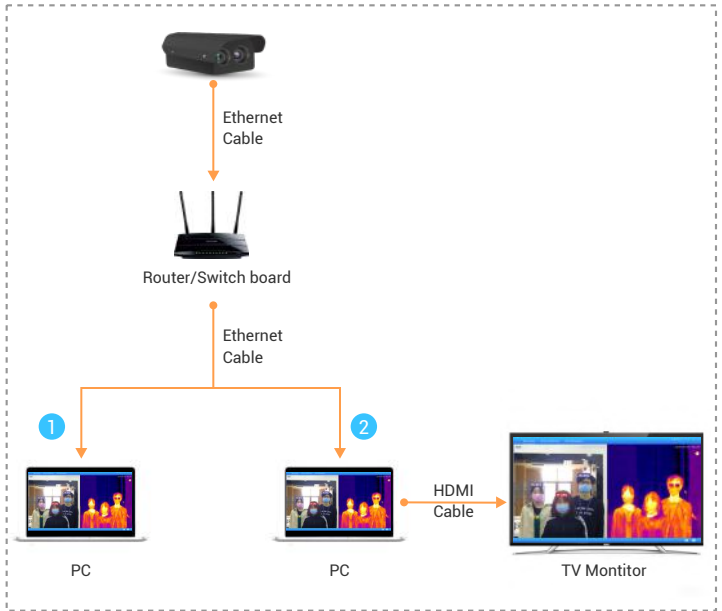 Ethernet
Cable
Router/Switch board
Ethernet
Cable
1
2
HDMI
Cable
PC
PC
TV Montitor